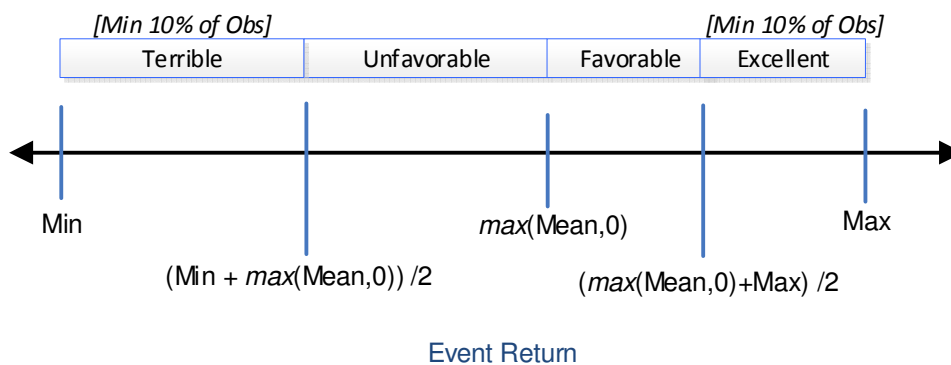 [Min 10% of Obs] [Min 10% of Obs]
Terrible Unfavorable Favorable Excellent
Min max(Mean,0) Max
(Min + max(Mean,0)) /2 (max(Mean,0)+Max) /2
Event Return